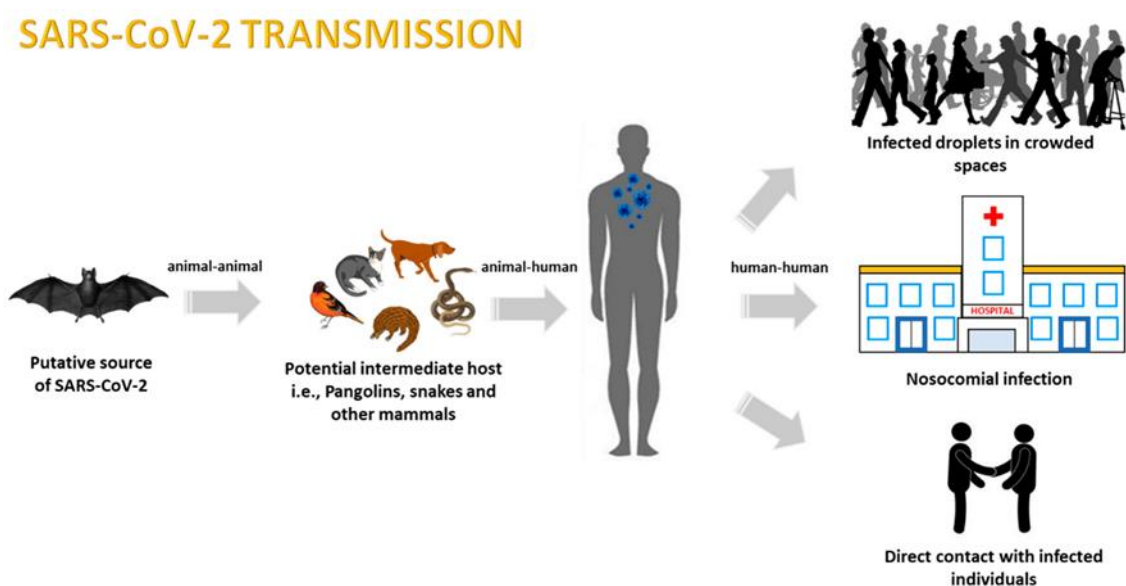 SARS-CoV-2 TRANSMISSION
Infected droplets in crowded
spaces
animal-animal
animal-human
human-human
HOSPITAL
Putative source
of SARS-CoV-2
Potential intermediate host
i.e., Pangolins, snakes and
other mammals
Nosocomial infection
Direct contact with infected
individuals